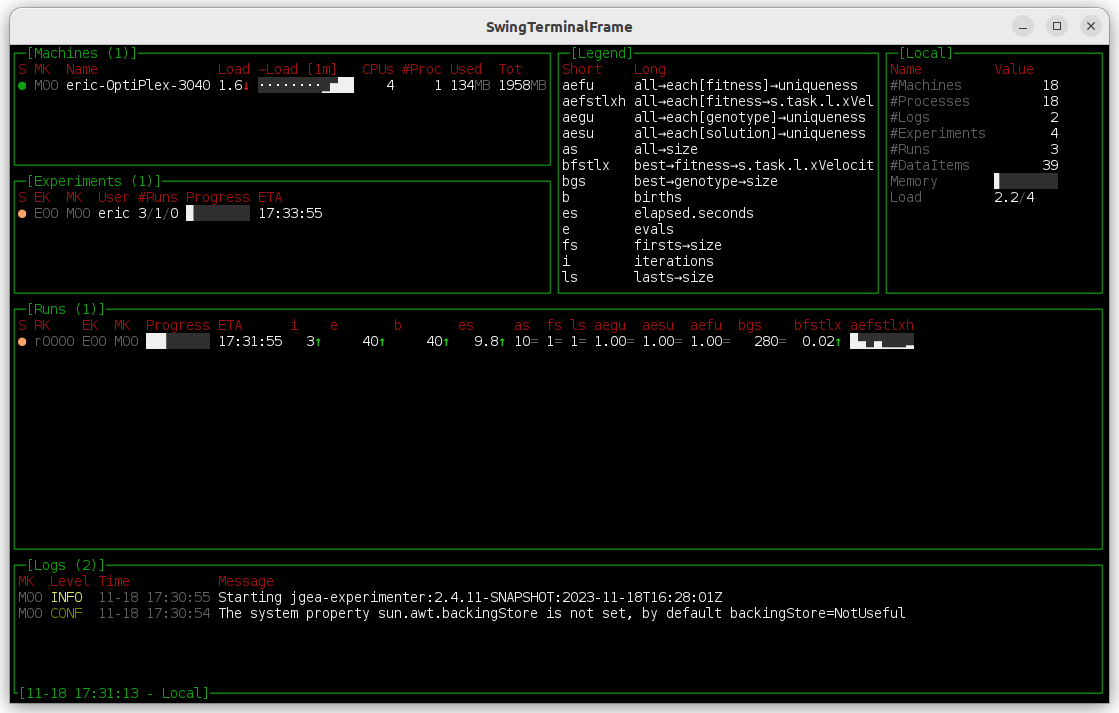 SwingTerminalFrame
[Machines (1)]
S MK Name Load ~Load [1m] CPUs #Proc Used Tot
M00 eric-OptiPlex-3040 1.6↓ 4 1 134MB 1958MB
[Experiments (1)]
S EK MK User #Runs Progress ETA
E00 M00 eric 3/1/0 17:33:55
[Legend]
Short Long
aefu all→each[fitness]→uniqueness
aefstlxh all→each[fitness→s.task.l.xVel
aegu all→each[genotype]→uniqueness
aesu all→each[solution]→uniqueness
as all→size
bfstlx best→fitness→s.task.l.xVelocit
bgs best→genotype→size
b births
es elapsed.seconds
e evals
fs firsts→size
i iterations
ls lasts→size
[Local]
Name Value
#Machines 18
#Processes 18
#Logs 2
#Experiments 4
#Runs 3
#DataItems 39
Memory
Load 2.2/4
[Runs (1)]
S RK EK MK Progress ETA i e b es as fs ls aegu aesu aefu bgs bfstlx aefstlxh
r0000 E00 M00 17:31:55 3↑ 40↑ 40↑ 9.8↑ 10= 1= 1= 1.00= 1.00= 1.00= 280= 0.02↑
[Logs (2)]
MK Level Time Message
M00 INFO 11-18 17:30:55 Starting jgea-experimenter:2.4.11-SNAPSHOT:2023-11-18T16:28:01Z
M00 CONF 11-18 17:30:54 The system property sun.awt.backingStore is not set, by default backingStore=NotUseful
[11-18 17:31:13 - Local]